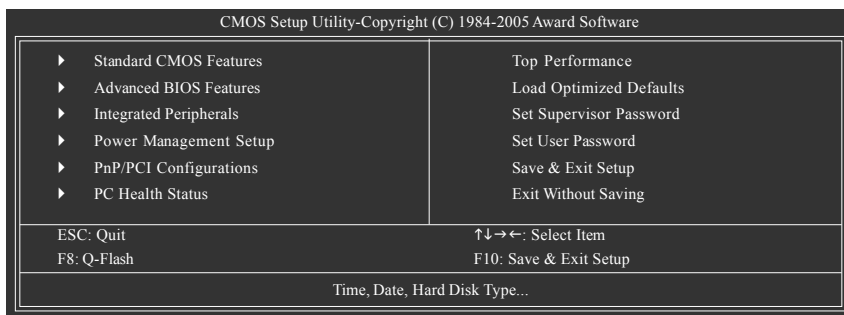 CMOS Setup Utility-Copyright (C) 1984-2005 Award Software
Standard CMOS Features
Advanced BIOS Features
Integrated Peripherals
Power Management Setup
PnP/PCI Configurations
PC Health Status
Top Performance
Load Optimized Defaults
Set Supervisor Password
Set User Password
Save & Exit Setup
Exit Without Saving
ESC: Quit
↑↓→←: Select Item
F8: Q-Flash
F10: Save & Exit Setup
Time, Date, Hard Disk Type...